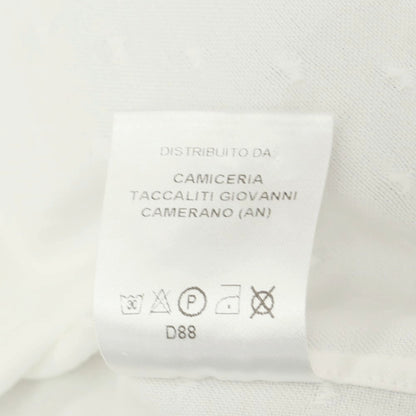 DISTRIBUITO DA
CAMICERIA
TACCALITI GIOVANNI
CAMERANO (AN)
P
D88